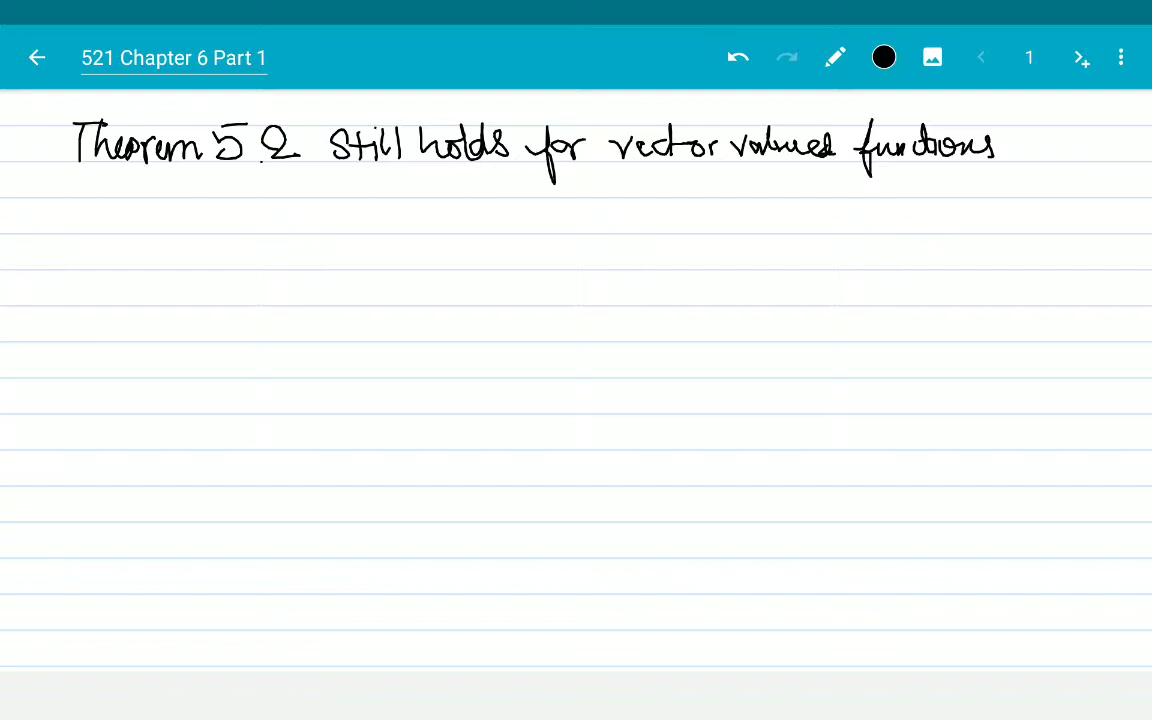 521 Chapter 6 Part 1
1
Theorem 5.2 still holds for vector valued functions